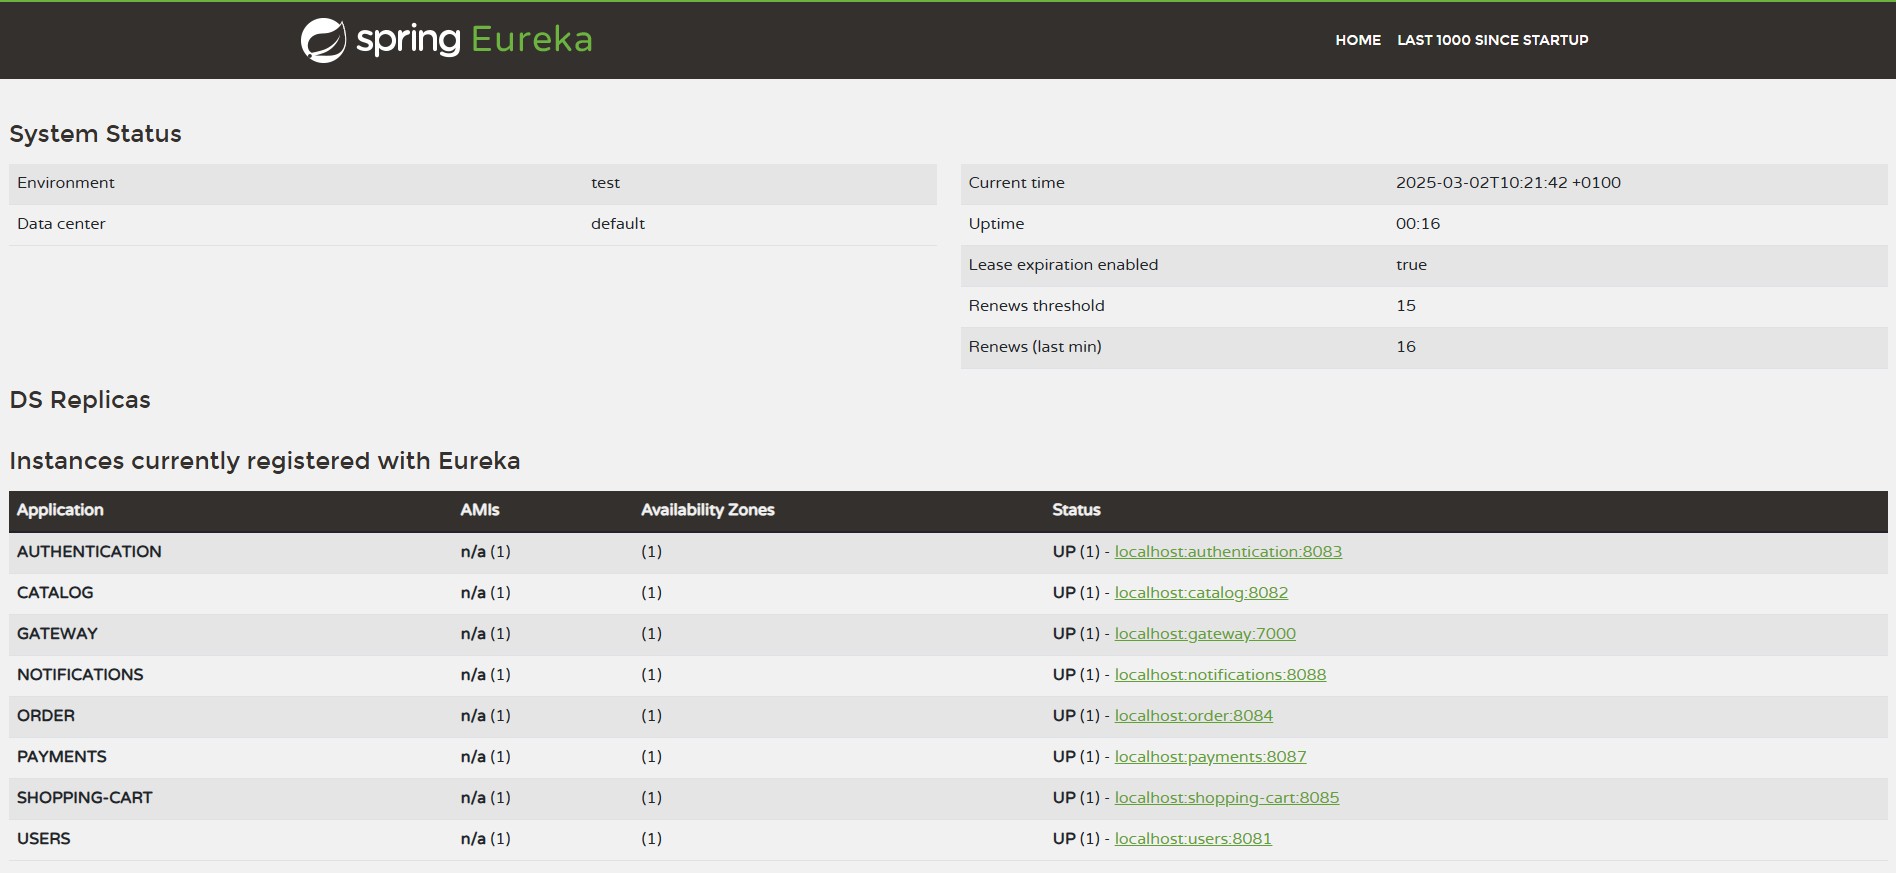 spring Eureka
HOME LAST 1000 SINCE STARTUP
System Status
Environment test
Data center default
Current time 2025-03-02T10:21:42 +0100
Uptime 00:16
Lease expiration enabled true
Renews threshold 15
Renews (last min) 16
DS Replicas
Instances currently registered with Eureka
Application AMIs Availability Zones Status
AUTHENTICATION n/a (1) (1) UP (1) - localhost:authentication:8083
CATALOG n/a (1) (1) UP (1) - localhost:catalog:8082
GATEWAY n/a (1) (1) UP (1) - localhost:gateway:7000
NOTIFICATIONS n/a (1) (1) UP (1) - localhost:notifications:8088
ORDER n/a (1) (1) UP (1) - localhost:order:8084
PAYMENTS n/a (1) (1) UP (1) - localhost:payments:8087
SHOPPING-CART n/a (1) (1) UP (1) - localhost:shopping-cart:8085
USERS n/a (1) (1) UP (1) - localhost:users:8081